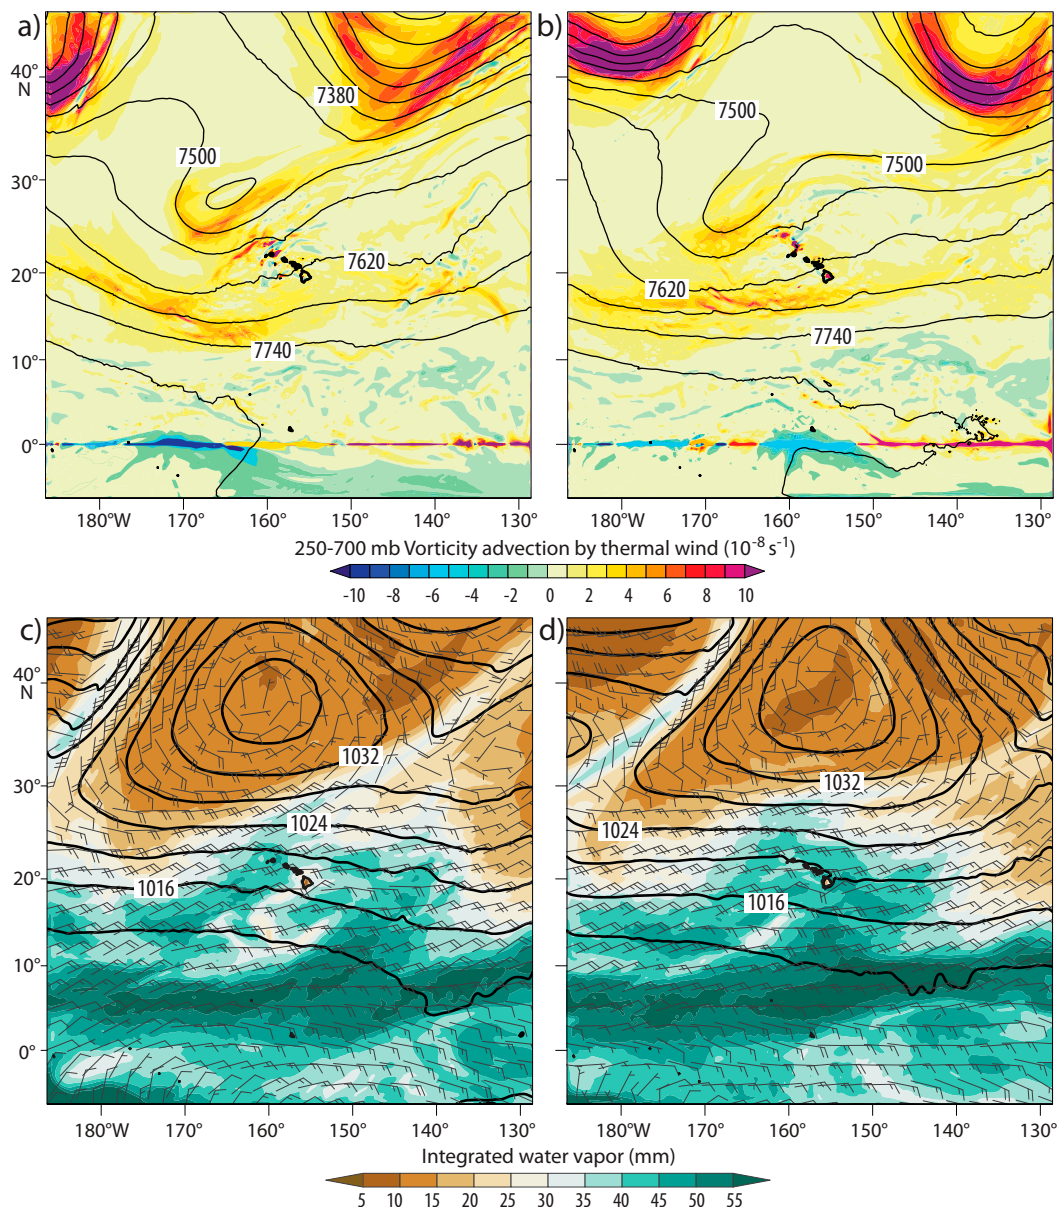 a)
b)
40°
N
30°
20°
10°
0°
7380
7500
7620
7740
7500
7500
7620
7740
180°W 170° 160° 150° 140° 130°
180°W 170° 160° 150° 140° 130°
250-700 mb Vorticity advection by thermal wind (10⁻⁸ s⁻¹)
-10 -8 -6 -4 -2 0 2 4 6 8 10
c)
d)
40°
N
30°
20°
10°
0°
1032
1024
1016
1032
1024
1016
180°W 170° 160° 150° 140° 130°
180°W 170° 160° 150° 140° 130°
Integrated water vapor (mm)
5 10 15 20 25 30 35 40 45 50 55